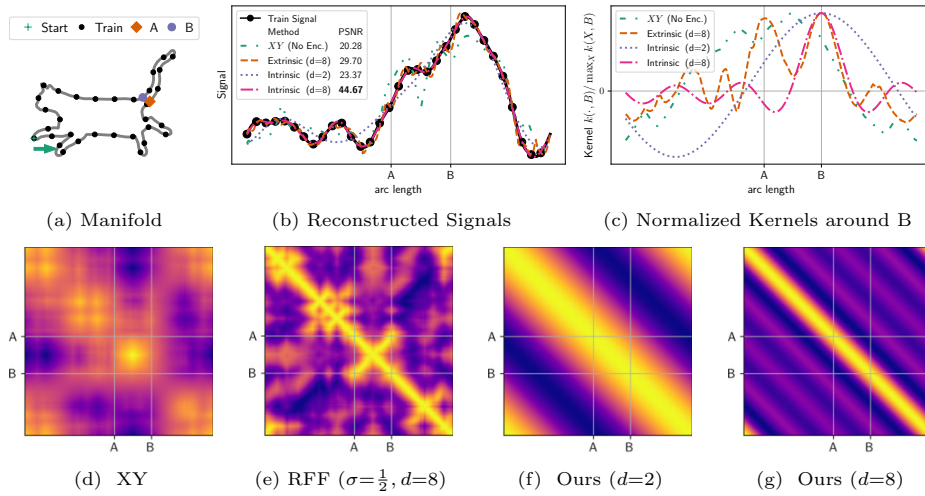 Start Train A B
Signal
Train Signal
Method PSNR
XY (No Enc.) 20.28
Extrinsic (d=8) 29.70
Intrinsic (d=2) 23.37
Intrinsic (d=8) 44.67
A B
arc length
Kernel k(·, B)/ max_X k(X, B)
XY (No Enc.)
Extrinsic (d=8)
Intrinsic (d=2)
Intrinsic (d=8)
0
A B
arc length
(a) Manifold
(b) Reconstructed Signals
(c) Normalized Kernels around B
A
B
A B
A
B
A B
A
B
A B
A
B
A B
(d) XY
(e) RFF (σ=1/2, d=8)
(f) Ours (d=2)
(g) Ours (d=8)